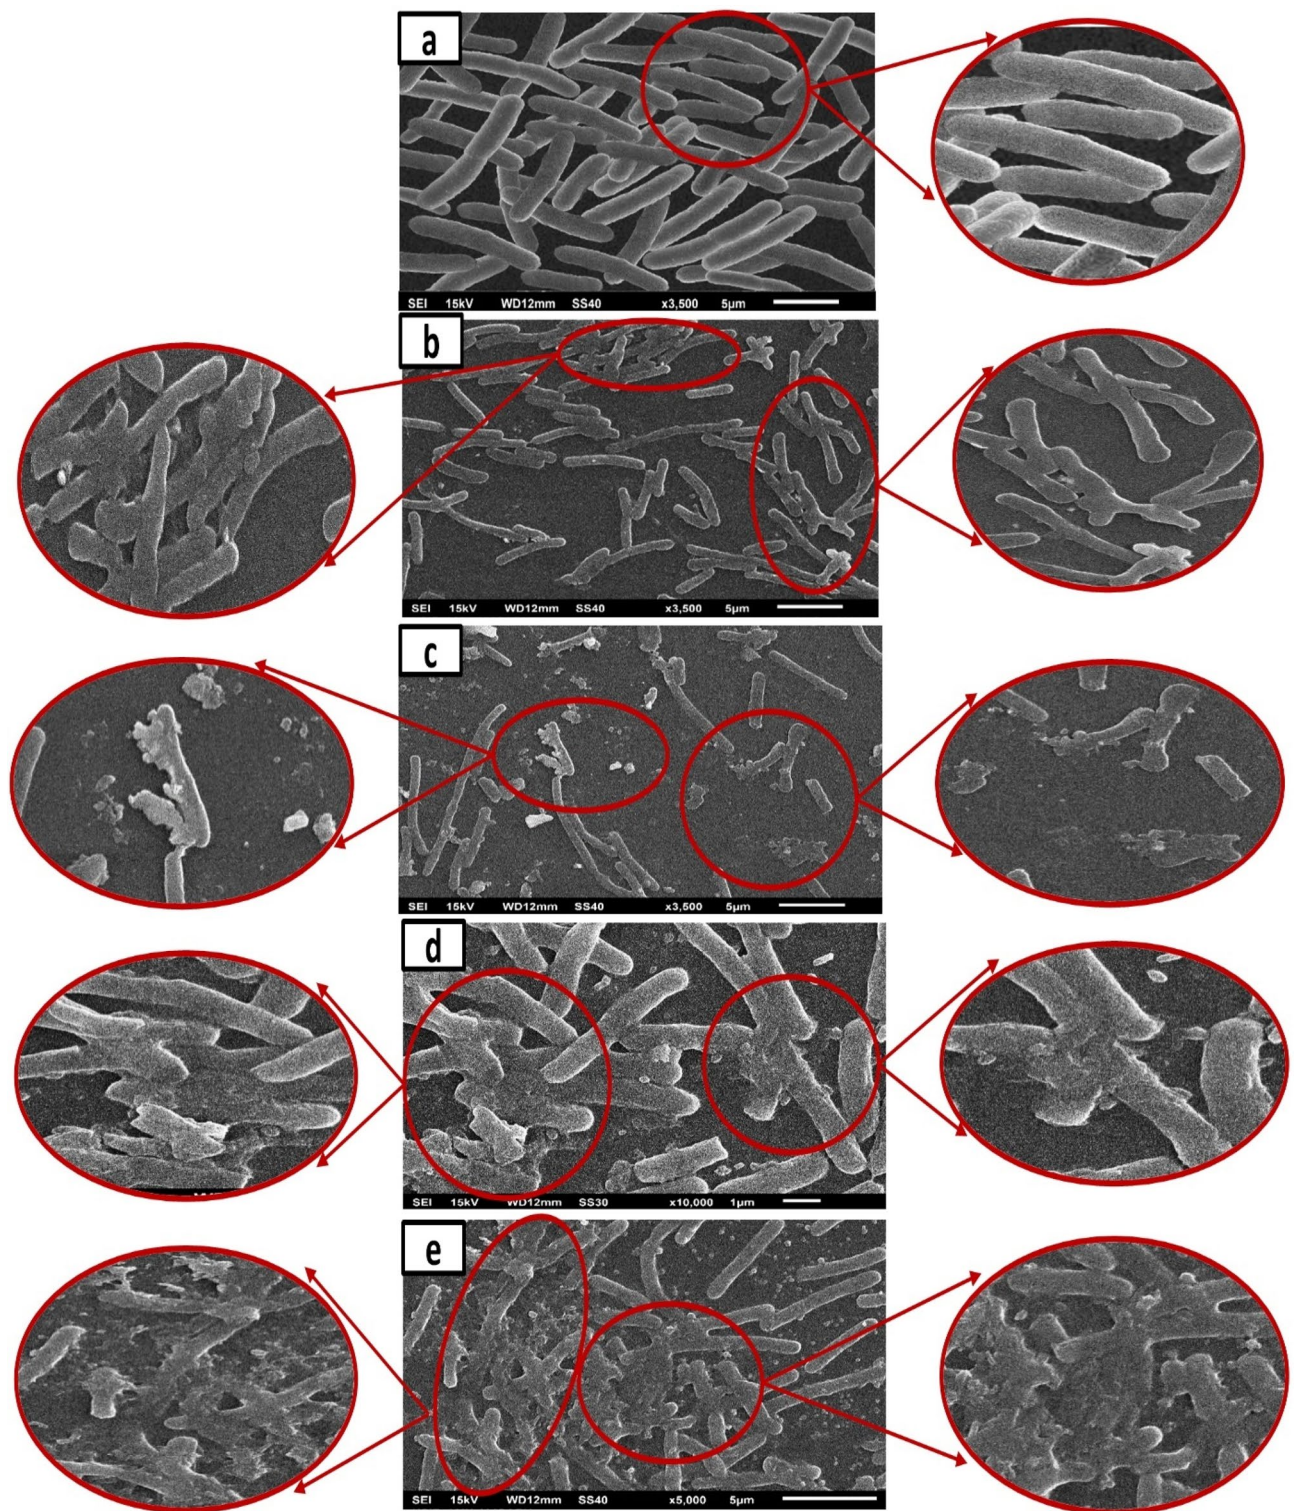 a
SEI 15kV WD12mm SS40 x3,500 5µm
b
SEI 15kV WD12mm SS40 x3,500 5µm
c
SEI 15kV WD12mm SS40 x3,500 5µm
d
SEI 15kV WD12mm SS30 x10,000 1µm
e
SEI 15kV WD12mm SS40 x5,000 5µm